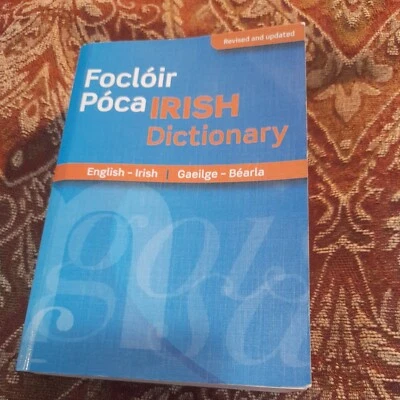 Revised and updated
Foclóir
Póca IRISH
Dictionary
English – Irish | Gaeilge – Béarla